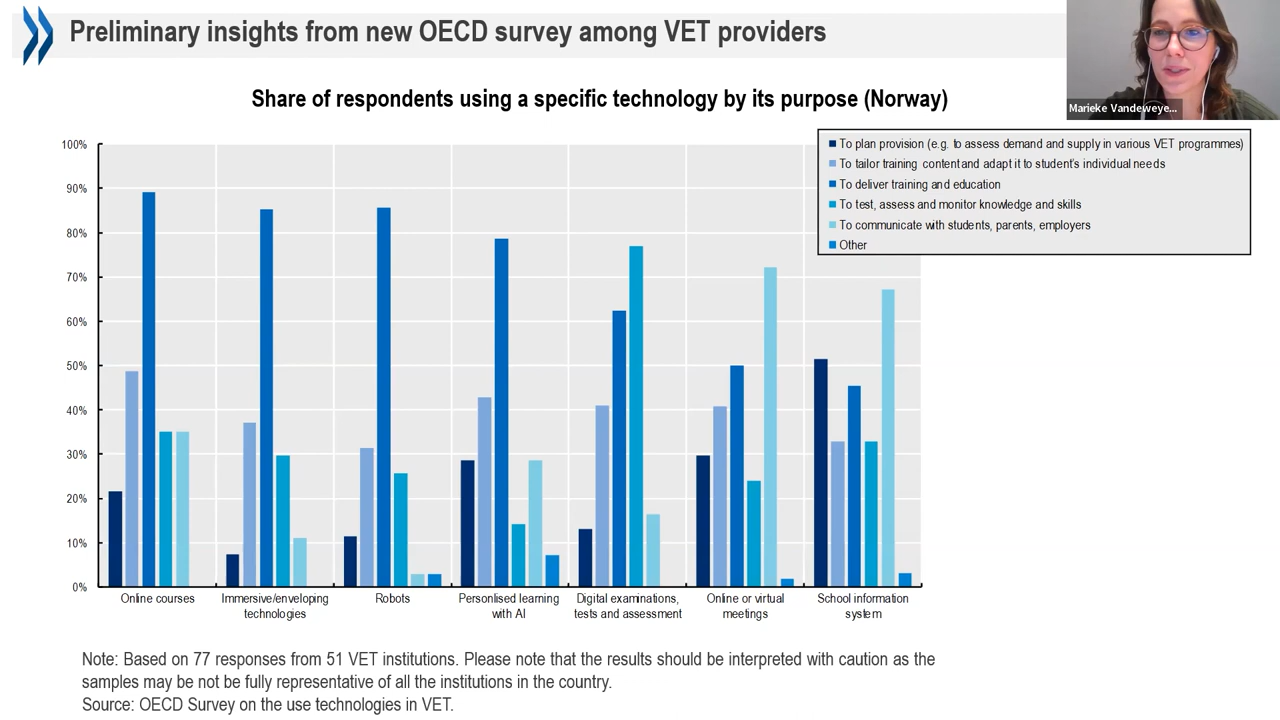 Preliminary insights from new OECD survey among VET providers
Marieke Vandeweye...
Share of respondents using a specific technology by its purpose (Norway)
To plan provision (e.g. to assess demand and supply in various VET programmes)
To tailor training content and adapt it to student's individual needs
To deliver training and education
To test, assess and monitor knowledge and skills
To communicate with students, parents, employers
Other
100%
90%
80%
70%
60%
50%
40%
30%
20%
10%
0%
Online courses
Immersive/enveloping
technologies
Robots
Personlised learning
with AI
Digital examinations,
tests and assessment
Online or virtual
meetings
School information
system
Note: Based on 77 responses from 51 VET institutions. Please note that the results should be interpreted with caution as the
samples may be not be fully representative of all the institutions in the country.
Source: OECD Survey on the use technologies in VET.